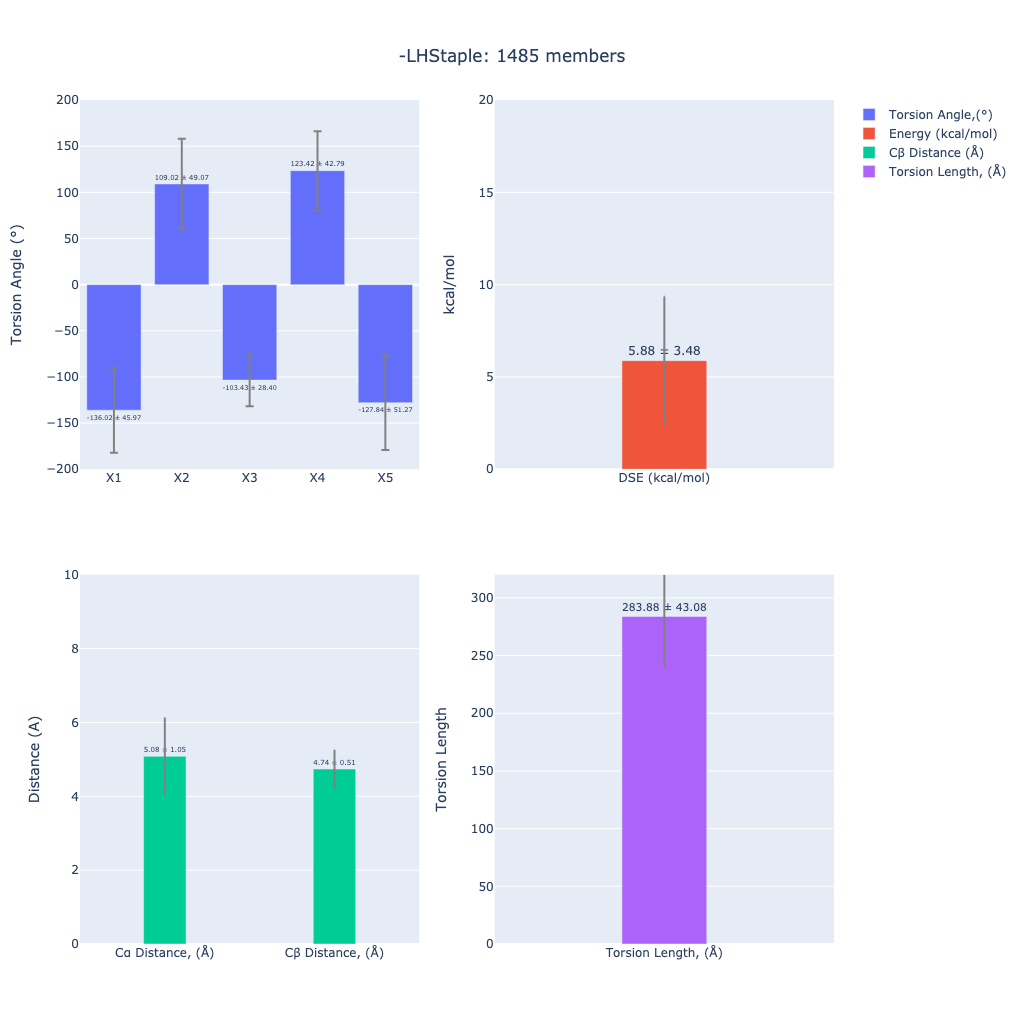 -LHStaple: 1485 members
200
150
100
50
0
−50
−100
−150
−200
Torsion Angle (°)
-136.02 ± 45.97
109.02 ± 49.07
-103.43 ± 28.40
123.42 ± 42.79
-127.84 ± 51.27
X1 X2 X3 X4 X5
20
15
10
5
0
kcal/mol
5.88 ± 3.48
DSE (kcal/mol)
Torsion Angle,(°)
Energy (kcal/mol)
Cβ Distance (Å)
Torsion Length, (Å)
10
8
6
4
2
0
Distance (A)
5.08 ± 1.05
4.74 ± 0.51
Cα Distance, (Å) Cβ Distance, (Å)
300
250
200
150
100
50
0
Torsion Length
283.88 ± 43.08
Torsion Length, (Å)